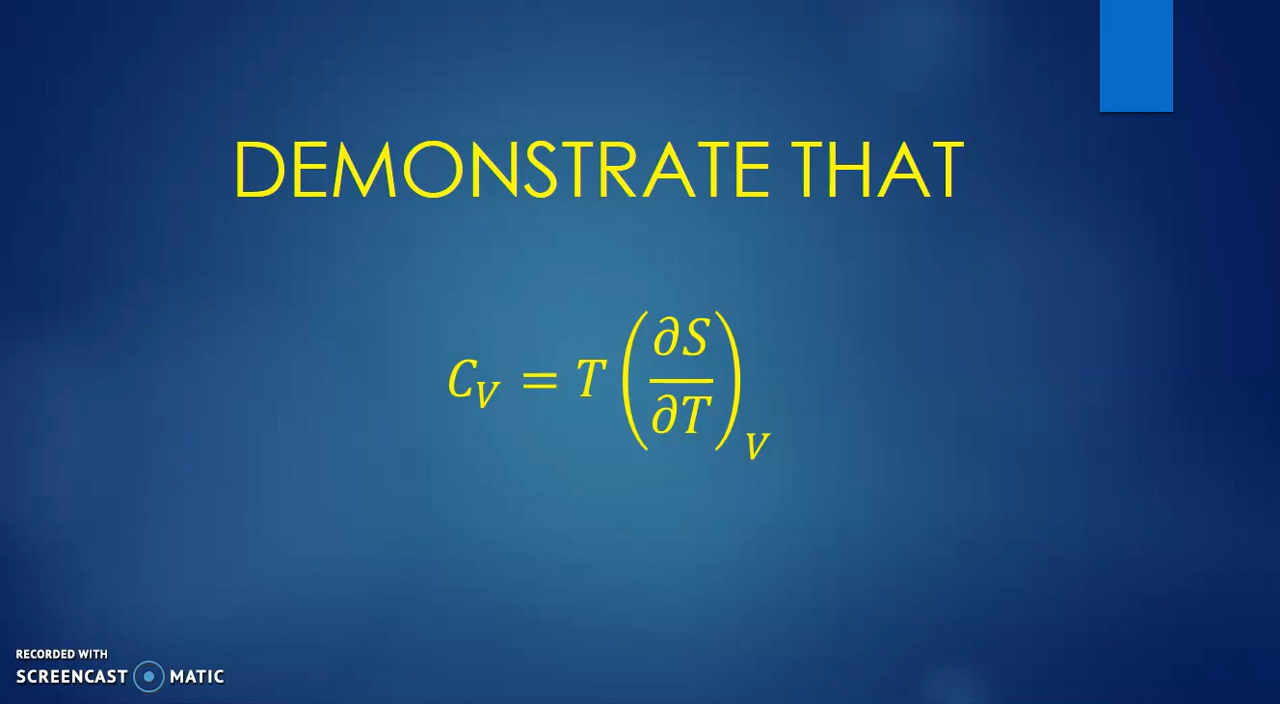 DEMONSTRATE THAT
C_V = T (∂S/∂T)_V
RECORDED WITH
SCREENCAST MATIC